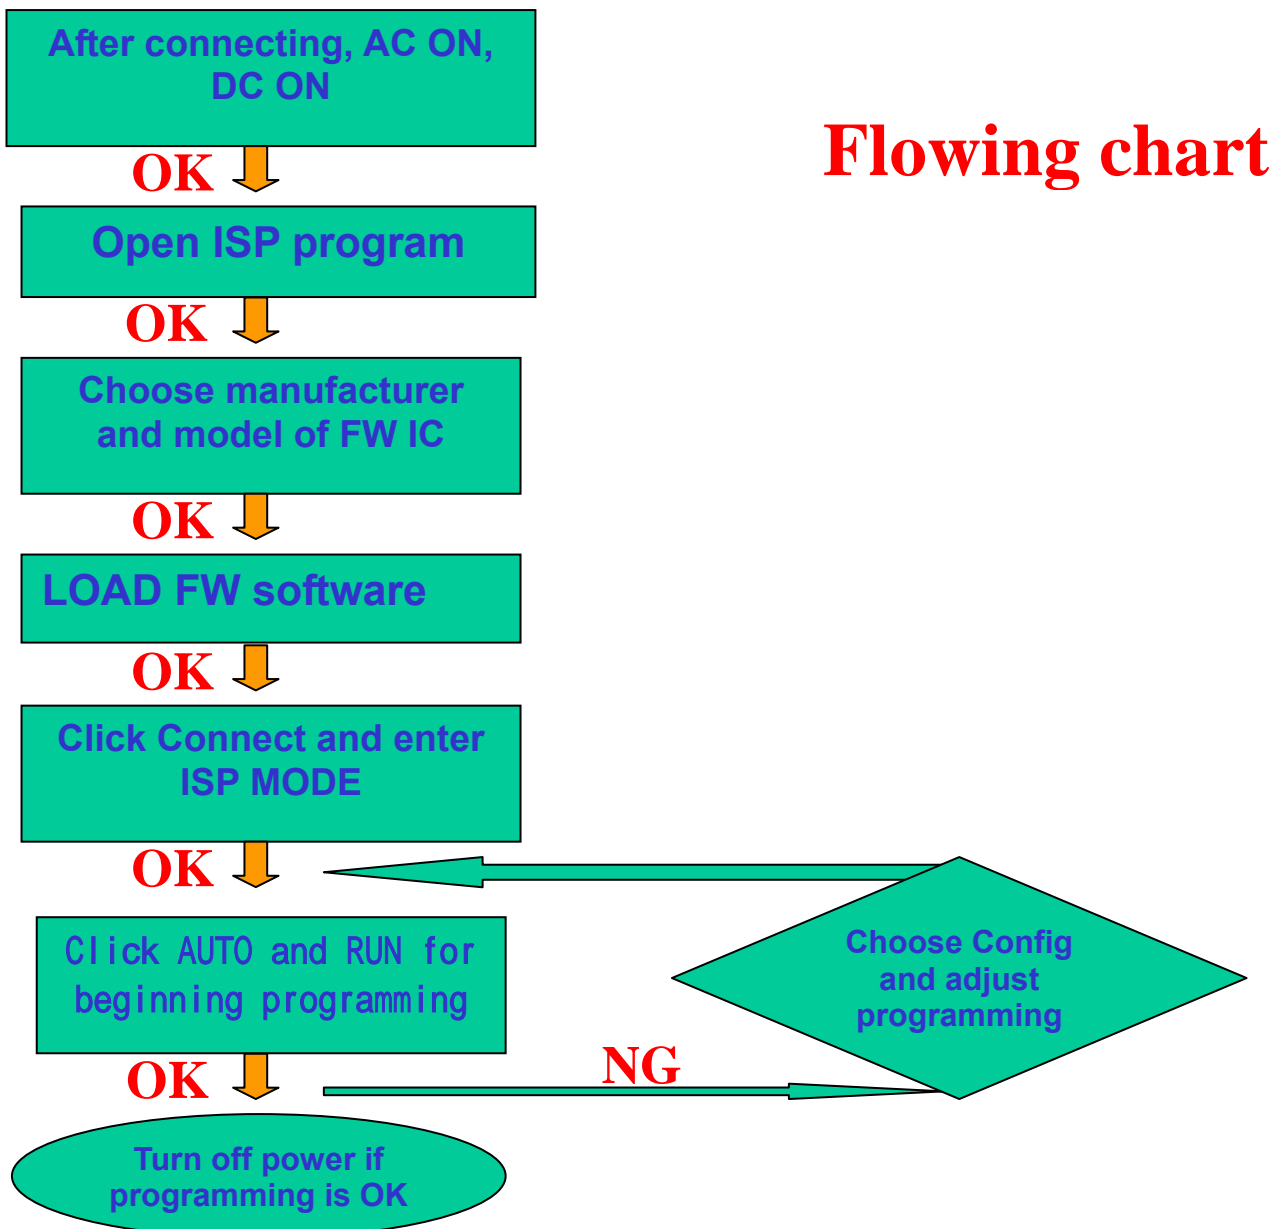 After connecting, AC ON,
DC ON
Flowing chart
OK
Open ISP program
OK
Choose manufacturer
and model of FW IC
OK
LOAD FW software
OK
Click Connect and enter
ISP MODE
OK
Choose Config
and adjust
programming
Click AUTO and RUN for
beginning programming
OK
NG
Turn off power if
programming is OK